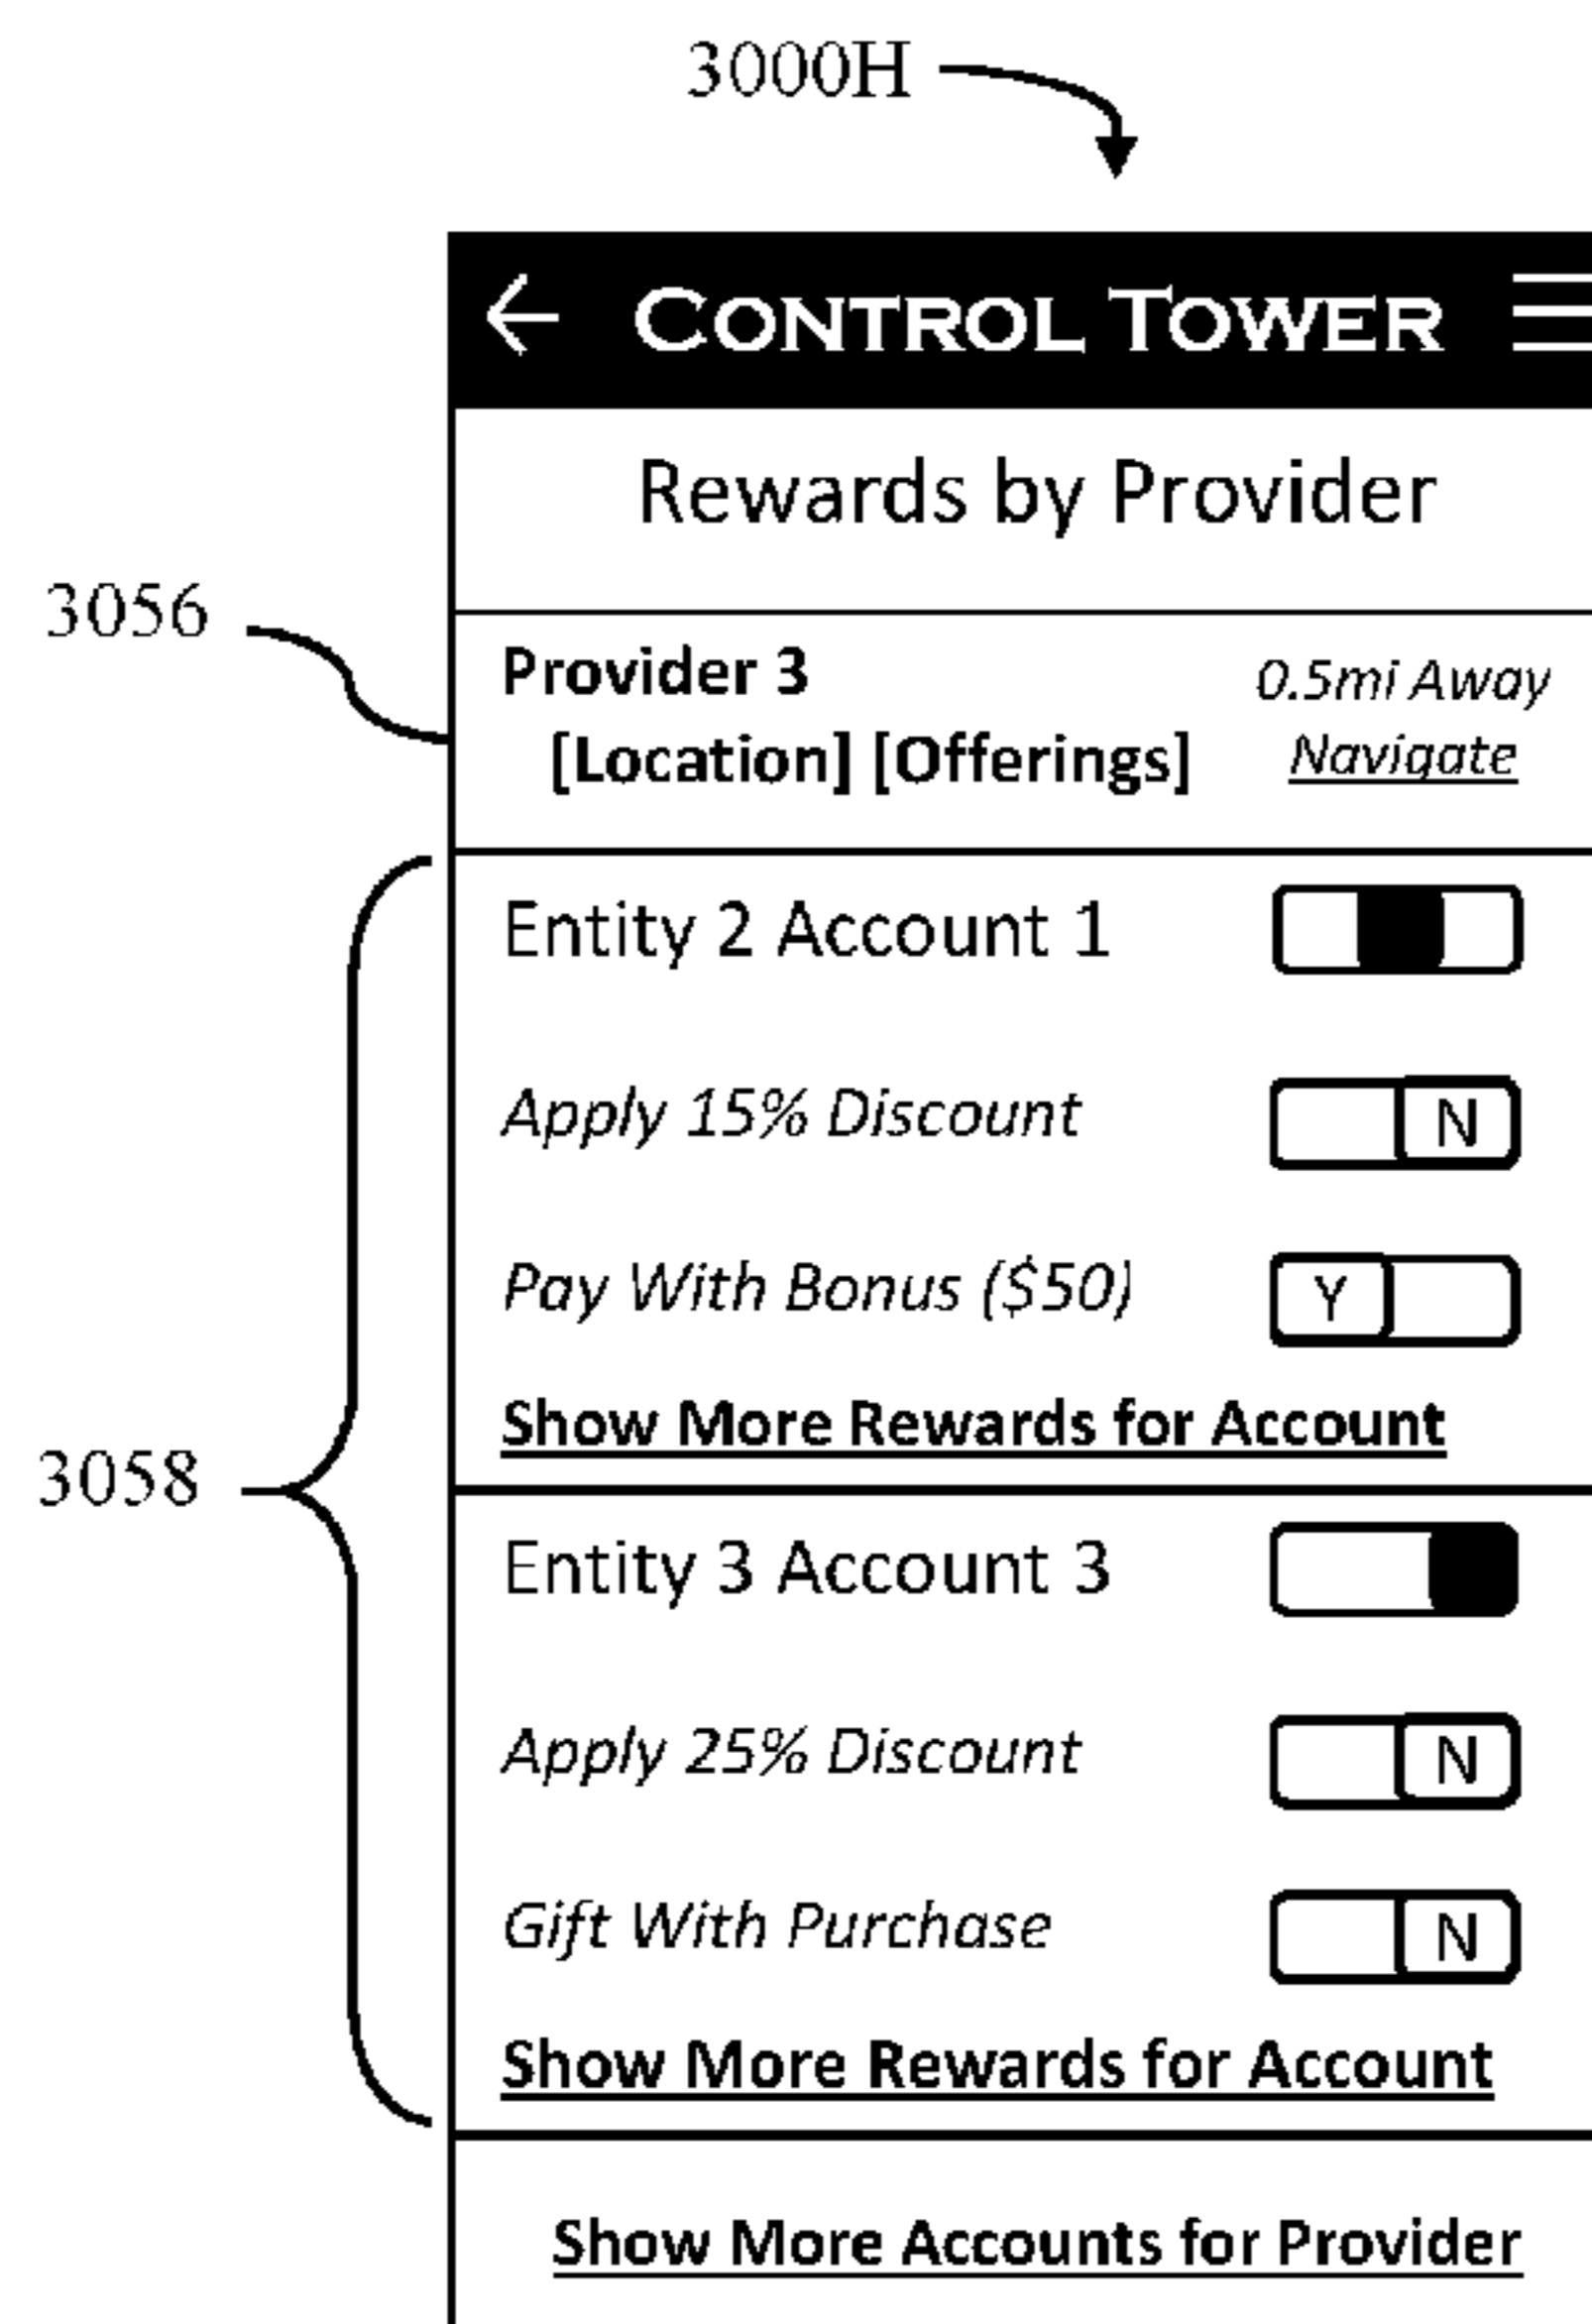 3000H
CONTROL TOWER
Rewards by Provider
3056
Provider 3
0.5mi Away
[Location] [Offerings]
Navigate
Entity 2 Account 1
Apply 15% Discount
N
Pay With Bonus ($50)
Y
Show More Rewards for Account
3058
Entity 3 Account 3
Apply 25% Discount
N
Gift With Purchase
N
Show More Rewards for Account
Show More Accounts for Provider